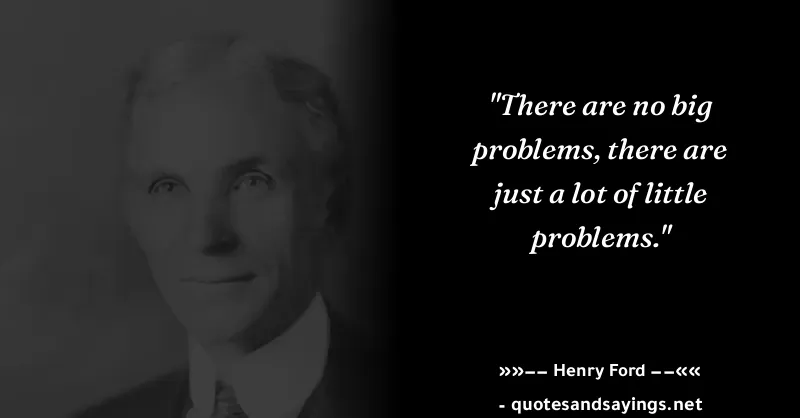 "There are no big
problems, there are
just a lot of little
problems."
»»–– Henry Ford ––««
- quotesandsayings.net